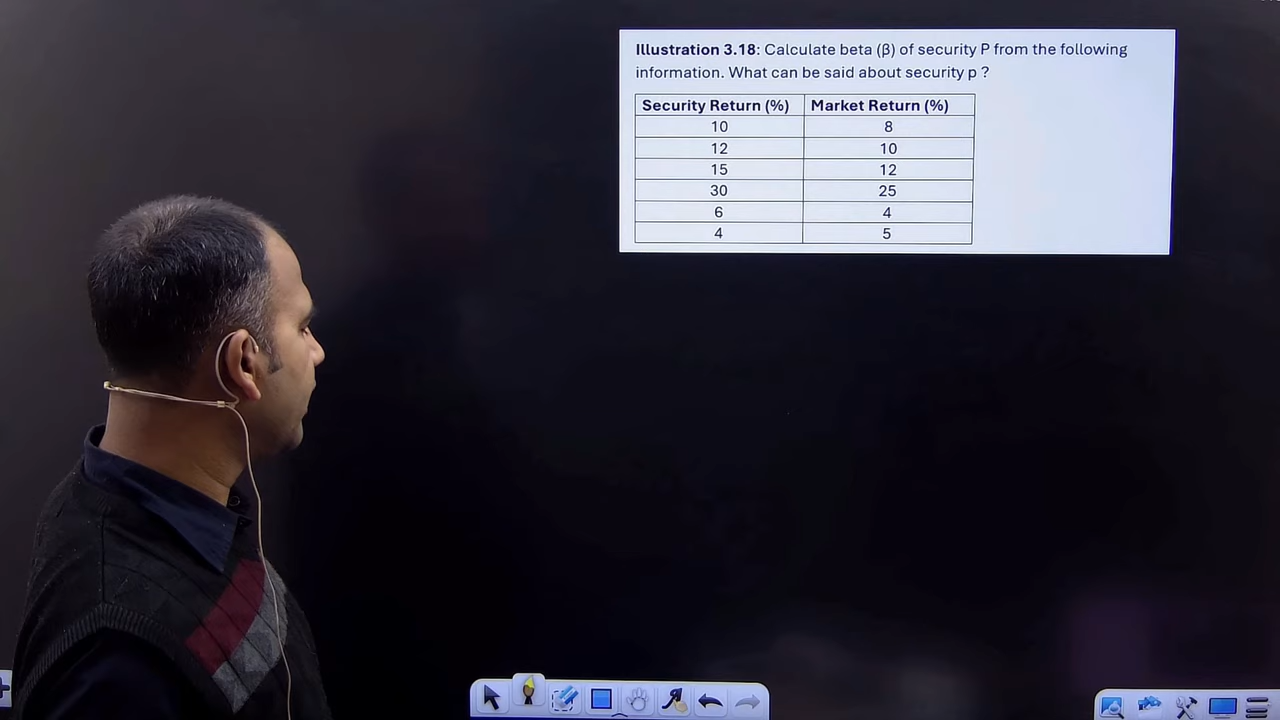 Illustration 3.18: Calculate beta (β) of security P from the following
information. What can be said about security p ?
Security Return (%) Market Return (%)
10 8
12 10
15 12
30 25
6 4
4 5